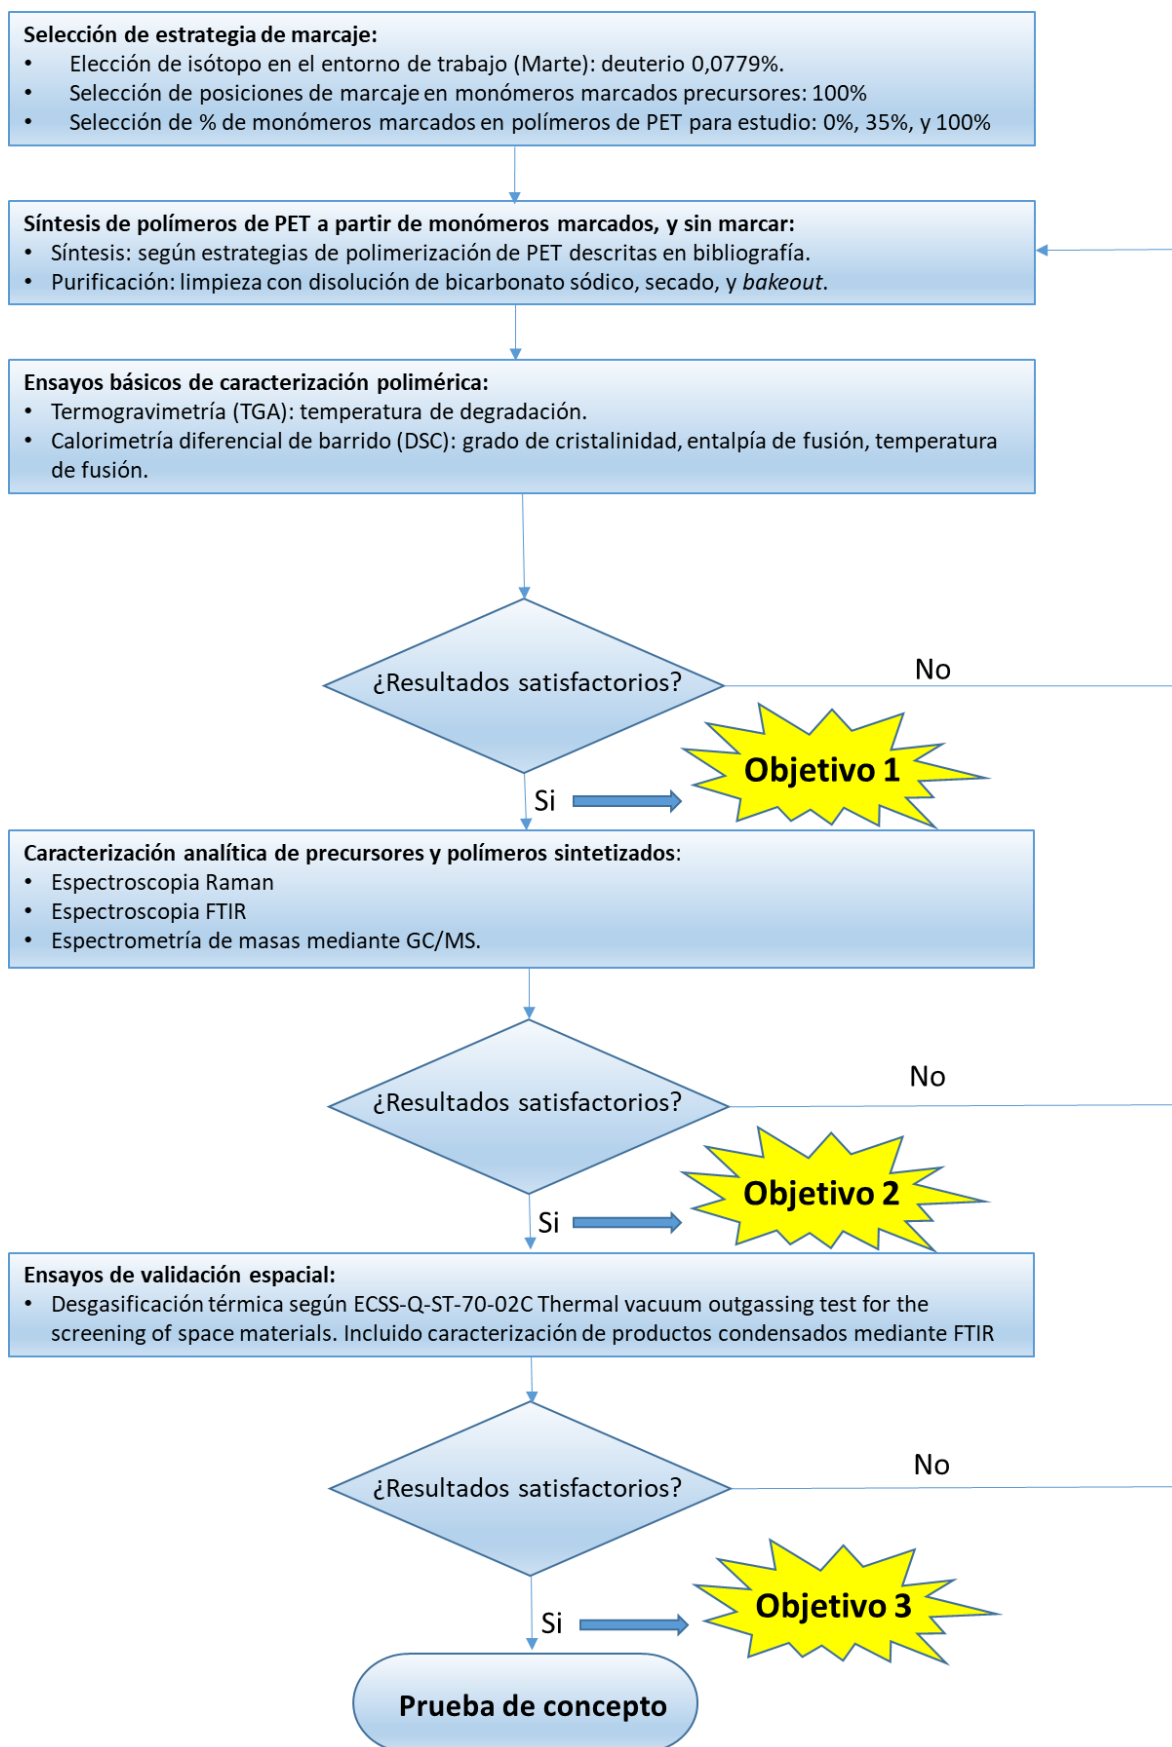 Selección de estrategia de marcaje:
• Elección de isótopo en el entorno de trabajo (Marte): deuterio 0,0779%.
• Selección de posiciones de marcaje en monómeros marcados precursores: 100%
• Selección de % de monómeros marcados en polímeros de PET para estudio: 0%, 35%, y 100%
Síntesis de polímeros de PET a partir de monómeros marcados, y sin marcar:
• Síntesis: según estrategias de polimerización de PET descritas en bibliografía.
• Purificación: limpieza con disolución de bicarbonato sódico, secado, y bakeout.
Ensayos básicos de caracterización polimérica:
• Termogravimetría (TGA): temperatura de degradación.
• Calorimetría diferencial de barrido (DSC): grado de cristalinidad, entalpía de fusión, temperatura
de fusión.
¿Resultados satisfactorios?
No
Objetivo 1
Si
Caracterización analítica de precursores y polímeros sintetizados:
• Espectroscopia Raman
• Espectroscopia FTIR
• Espectrometría de masas mediante GC/MS.
¿Resultados satisfactorios?
No
Objetivo 2
Si
Ensayos de validación espacial:
• Desgasificación térmica según ECSS-Q-ST-70-02C Thermal vacuum outgassing test for the
screening of space materials. Incluido caracterización de productos condensados mediante FTIR
¿Resultados satisfactorios?
No
Objetivo 3
Si
Prueba de concepto